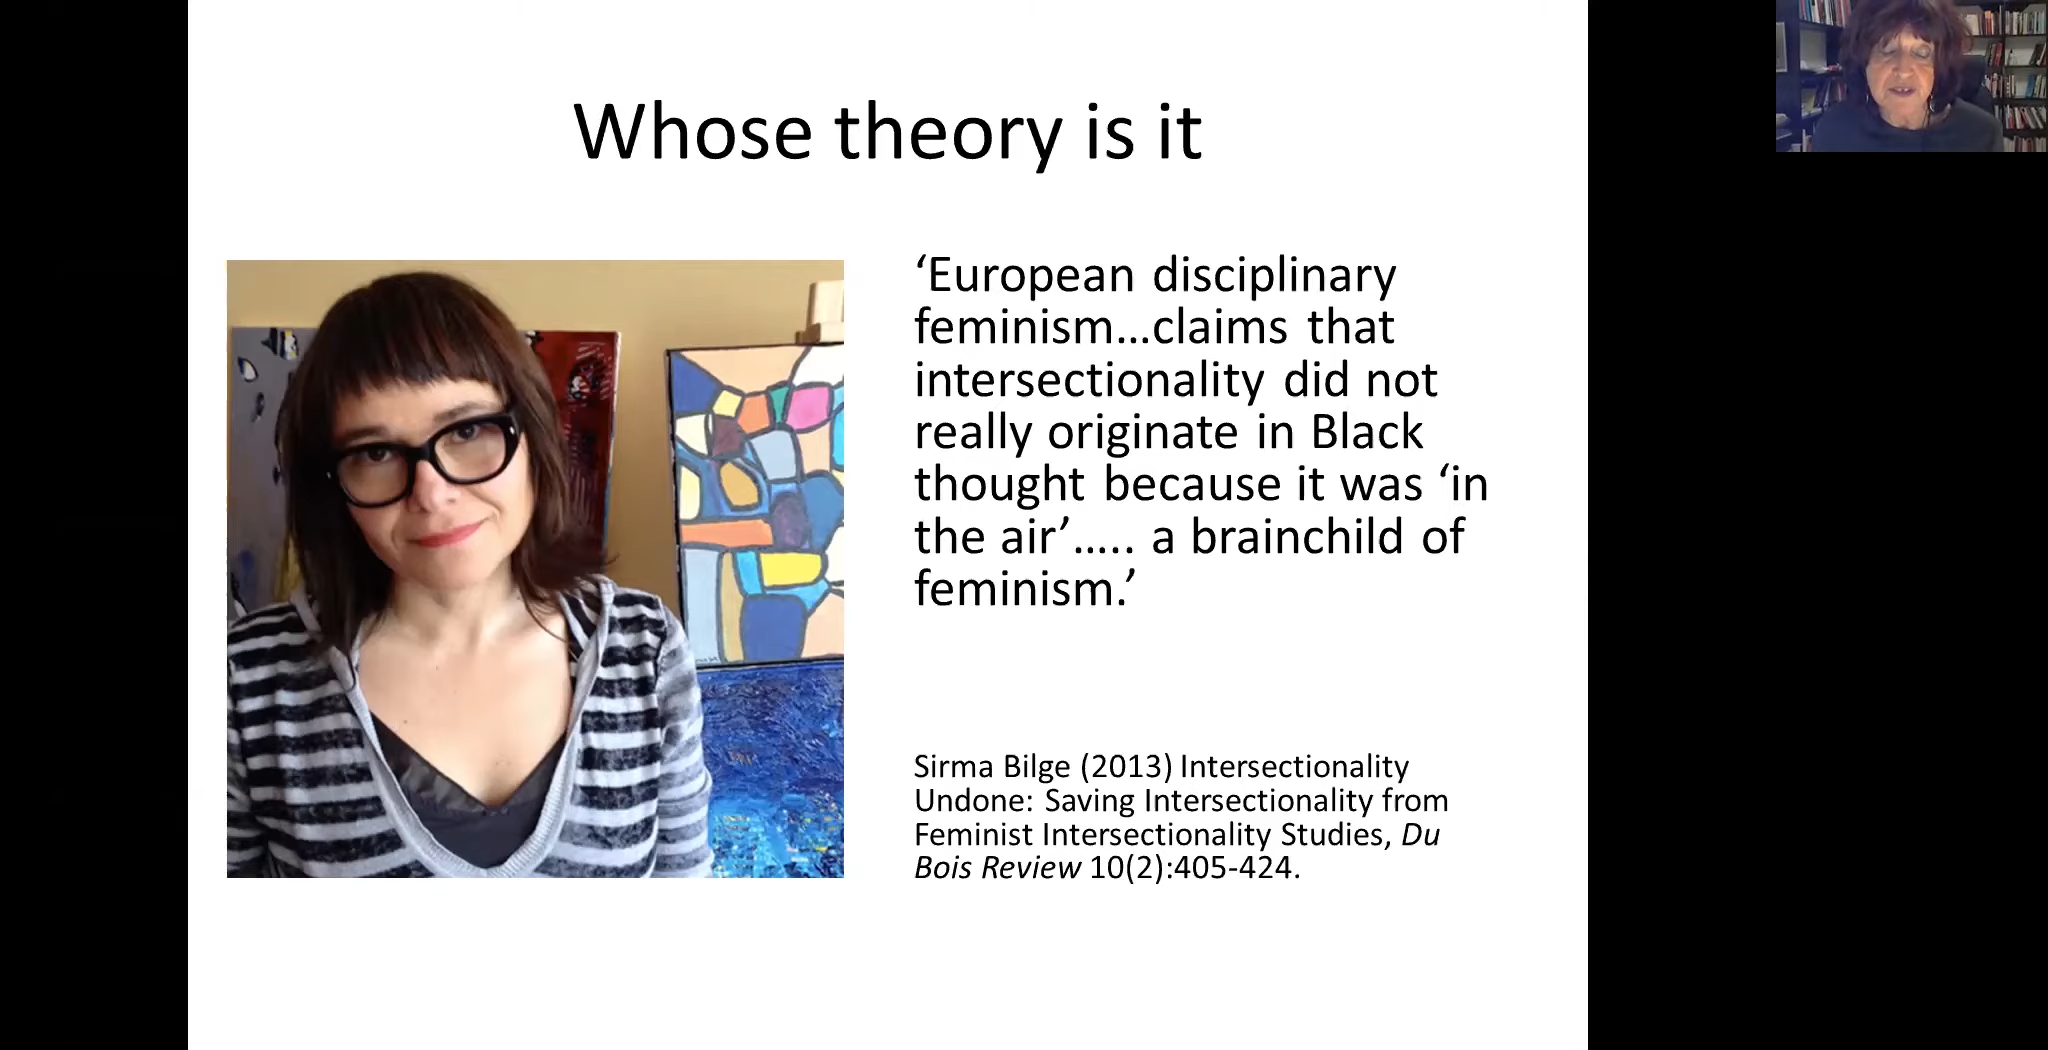 Whose theory is it
‘European disciplinary
feminism…claims that
intersectionality did not
really originate in Black
thought because it was ‘in
the air’….. a brainchild of
feminism.’
Sirma Bilge (2013) Intersectionality
Undone: Saving Intersectionality from
Feminist Intersectionality Studies, Du
Bois Review 10(2):405-424.